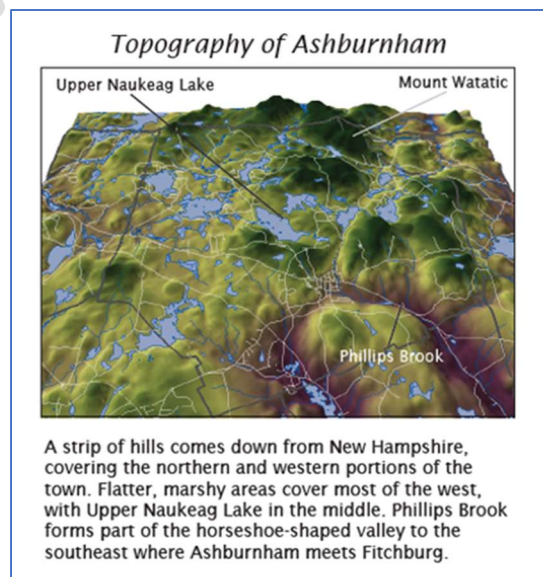 Topography of Ashburnham
Upper Naukeag Lake
Mount Watatic
Phillips Brook
A strip of hills comes down from New Hampshire,
covering the northern and western portions of the
town. Flatter, marshy areas cover most of the west,
with Upper Naukeag Lake in the middle. Phillips Brook
forms part of the horseshoe-shaped valley to the
southeast where Ashburnham meets Fitchburg.